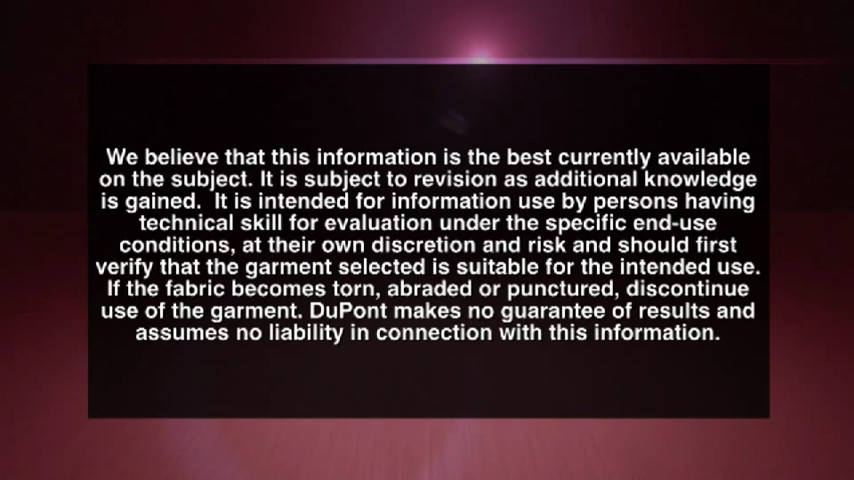 We believe that this information is the best currently available
on the subject. It is subject to revision as additional knowledge
is gained.  It is intended for information use by persons having
technical skill for evaluation under the specific end-use
conditions, at their own discretion and risk and should first
verify that the garment selected is suitable for the intended use.
If the fabric becomes torn, abraded or punctured, discontinue
use of the garment. DuPont makes no guarantee of results and
assumes no liability in connection with this information.